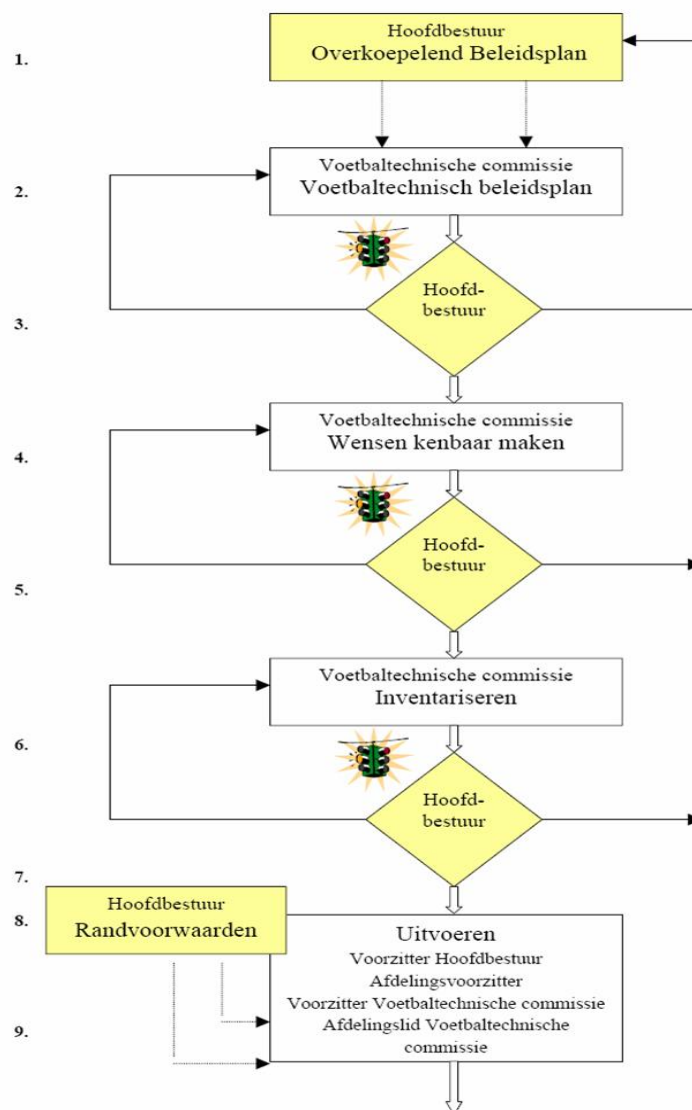 Hoofdbestuur
1.
Overkoepelend Beleidsplan
Voetbaltechnische commissie
2.
Voetbaltechnisch beleidsplan
Hoofd-
bestuur
3.
Voetbaltechnische commissie
4.
Wensen kenbaar maken
Hoofd-
bestuur
5.
Voetbaltechnische commissie
Inventariseren
6.
Hoofd-
bestuur
7.
Hoofdbestuur
8.
Randvoorwaarden
Uitvoeren
Voorzitter Hoofdbestuur
Afdelingsvoorzitter
Voorzitter Voetbaltechnische commissie
9.
Afdelingslid Voetbaltechnische
commissie